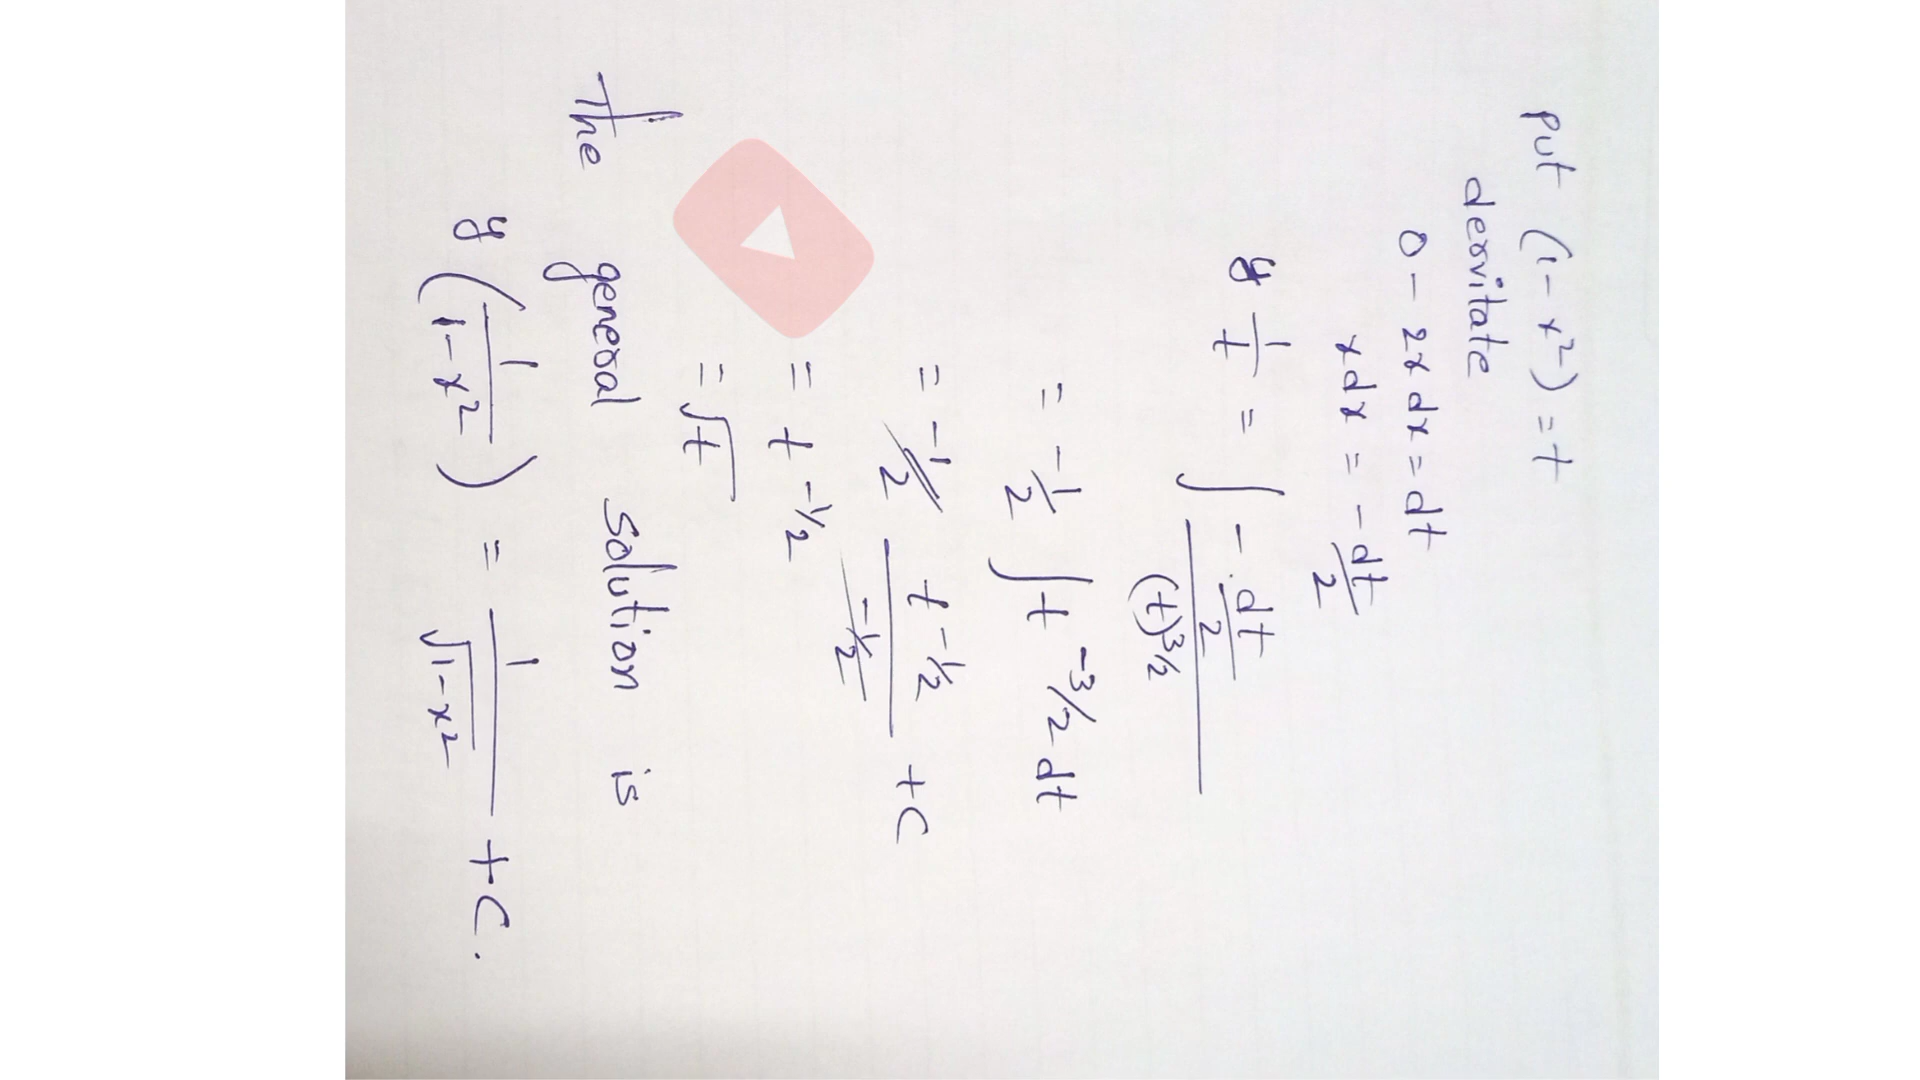 put (1-x²) = t
derivitate
0 - 2x dx = dt
x dx = -dt/2
y 1/t = ∫ (-dt/2)/(t)^3/2
= -1/2 ∫ t^-3/2 dt
= -1/2 t^-1/2/(-1/2) + C
= t^-1/2
= √t
The general solution is
y(1/(1-x²)) = 1/√(1-x²) + C.